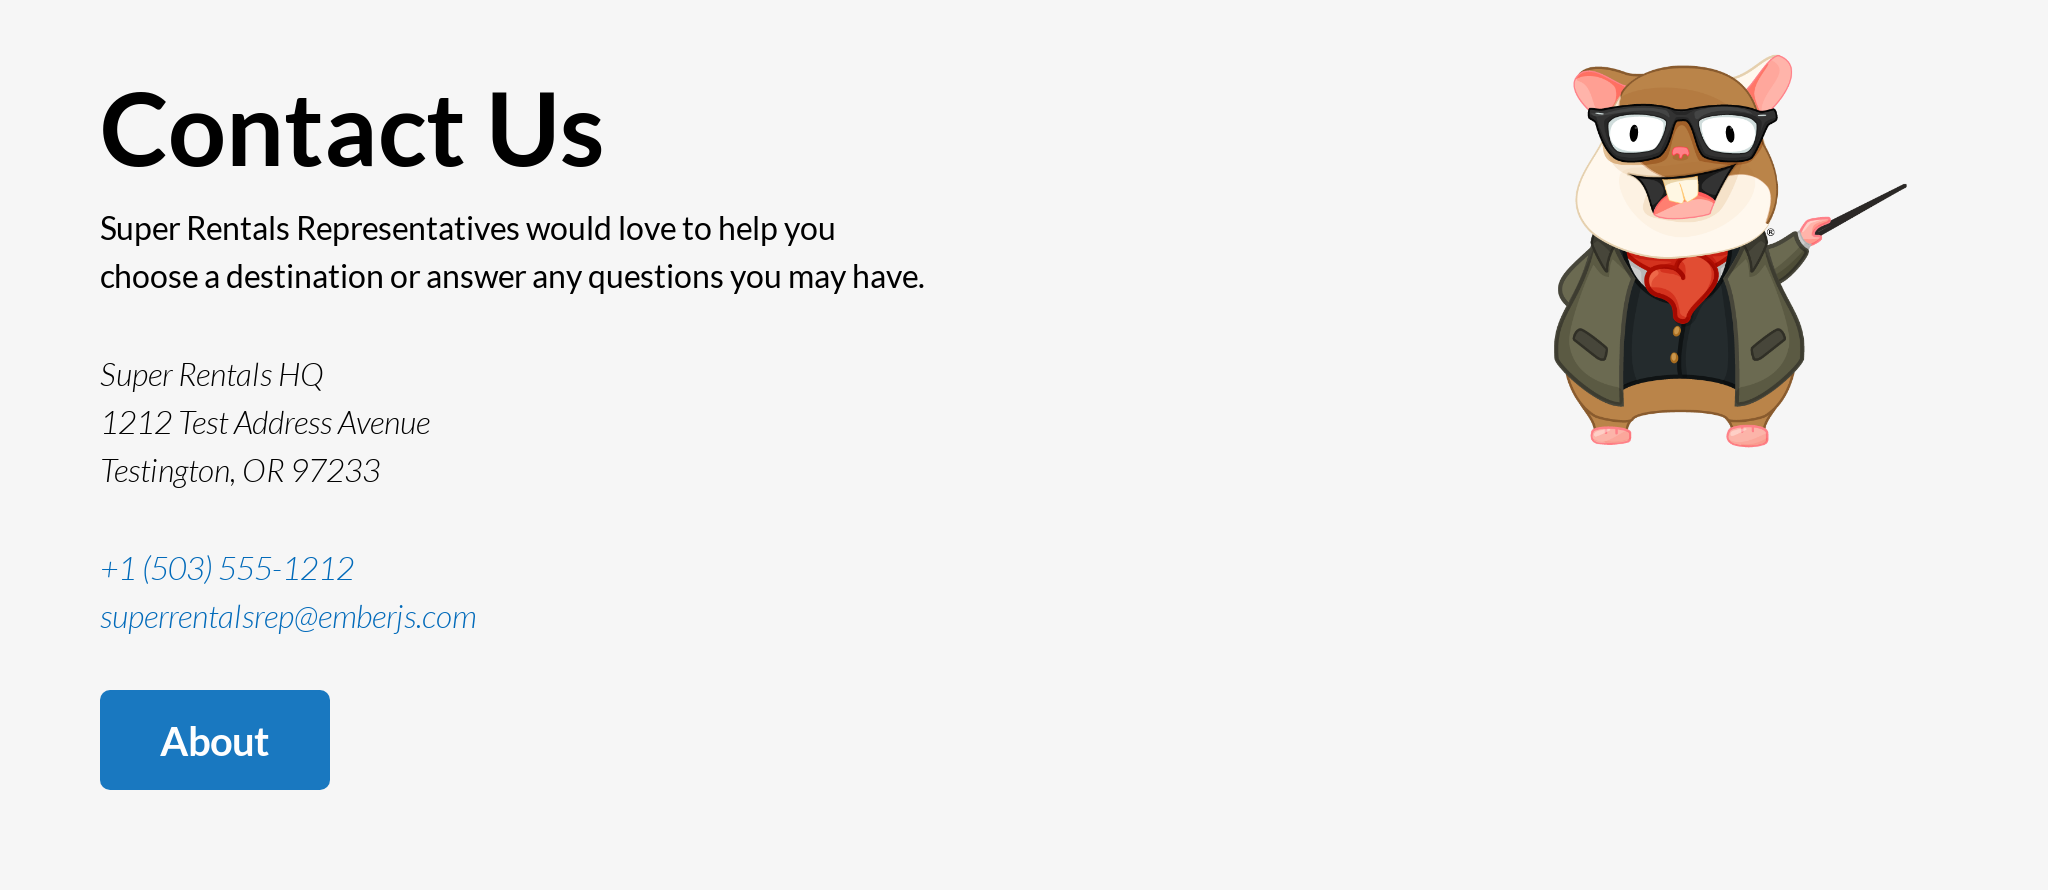 Contact Us
Super Rentals Representatives would love to help you
choose a destination or answer any questions you may have.
Super Rentals HQ
1212 Test Address Avenue
Testington, OR 97233
+1 (503) 555-1212
superrentalsrep@emberjs.com
About
®